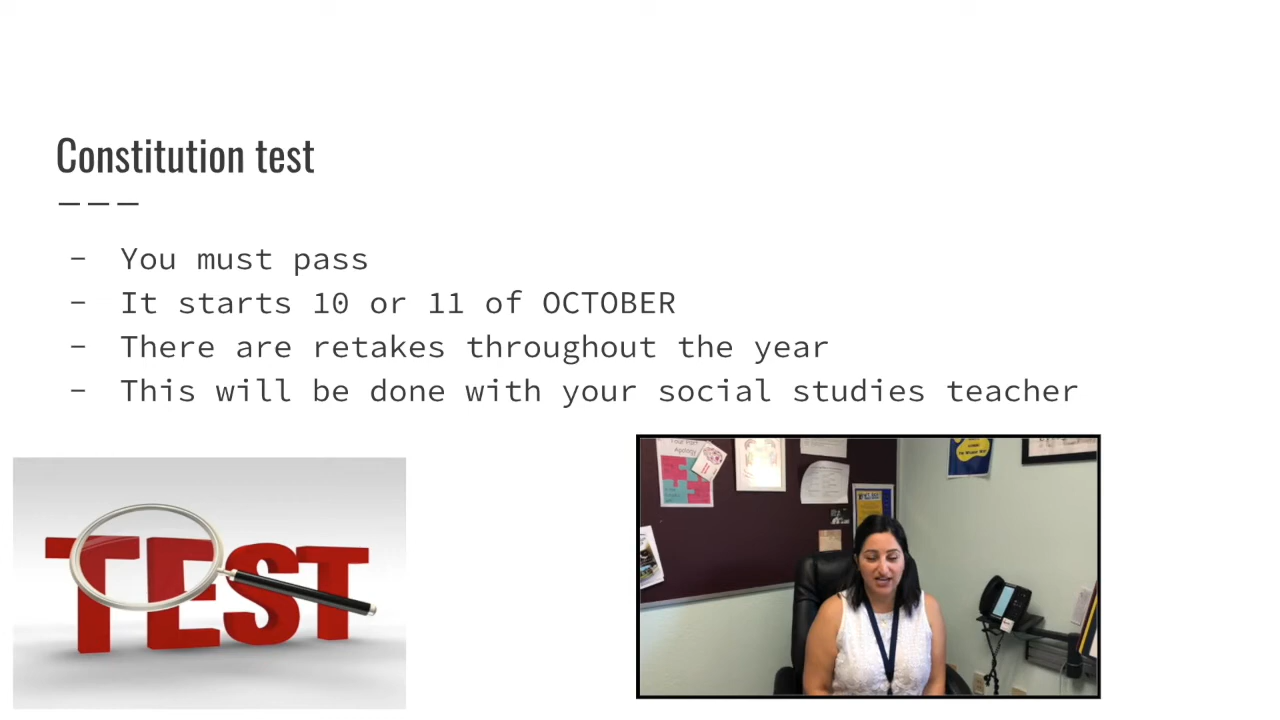 Constitution test
- You must pass
- It starts 10 or 11 of OCTOBER
- There are retakes throughout the year
- This will be done with your social studies teacher
TEST